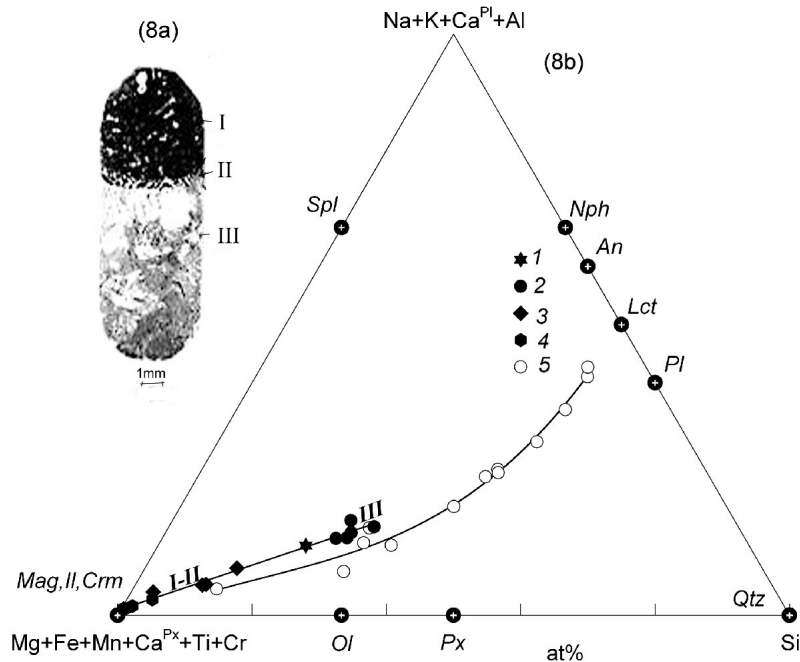 Na+K+Ca^Pl+Al
(8a)
(8b)
I
II
III
1mm
Spl
Nph
An
Lct
Pl
1
2
3
4
5
III
I-II
Mag,Il,Crm
Qtz
Mg+Fe+Mn+Ca^Px+Ti+Cr
Ol
Px
at%
Si